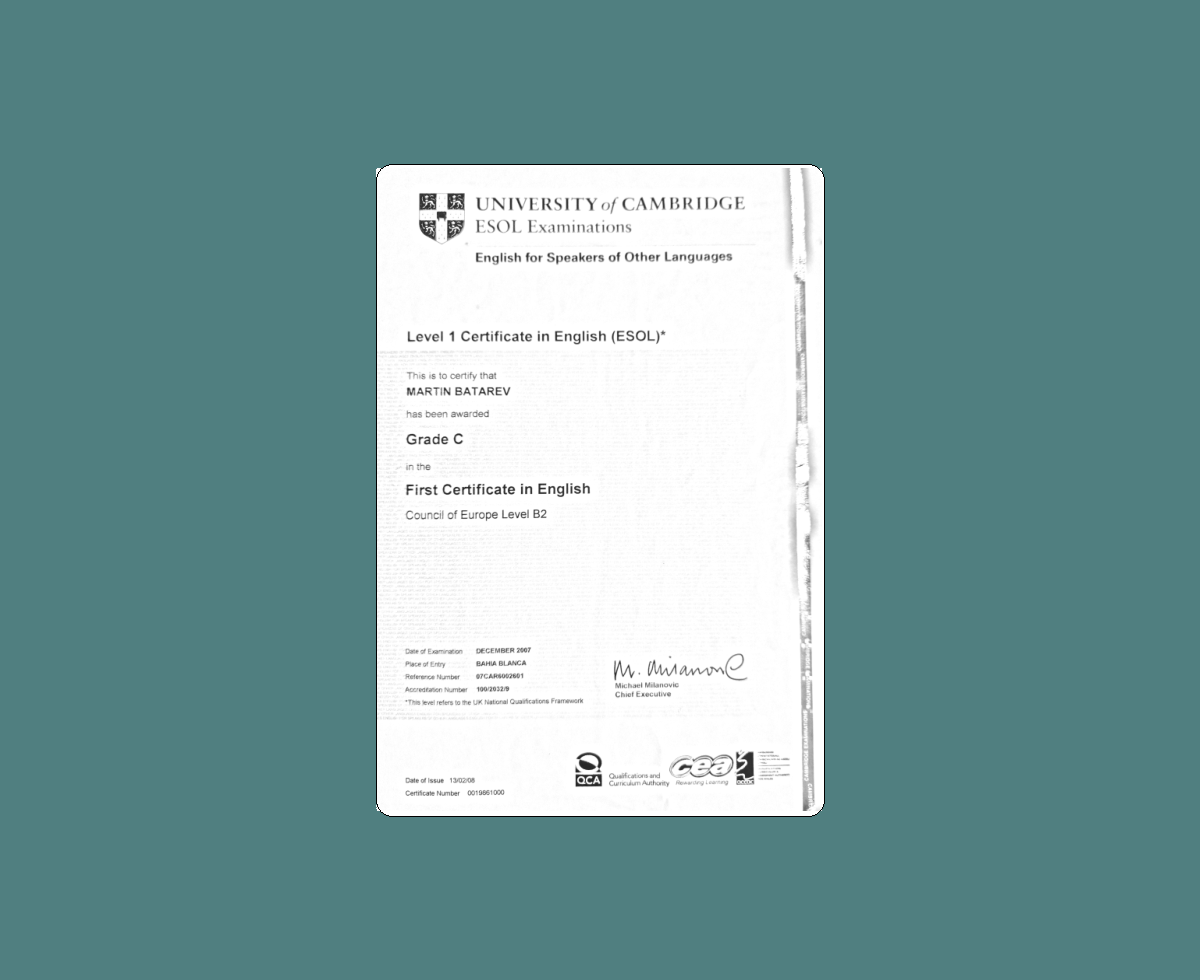 UNIVERSITY of CAMBRIDGE
ESOL Examinations
English for Speakers of Other Languages
Level 1 Certificate in English (ESOL)*
This is to certify that
MARTIN BATAREV
has been awarded
Grade C
in the
First Certificate in English
Council of Europe Level B2
Date of Examination DECEMBER 2007
Place of Entry BAHIA BLANCA
Reference Number 07CAR6002601
Accreditation Number 100/2032/9
*This level refers to the UK National Qualifications Framework
M. Milanovic
Michael Milanovic
Chief Executive
QCA
Qualifications and
Curriculum Authority
cea
Rewarding Learning
Date of Issue 13/02/08
Certificate Number 0019861000